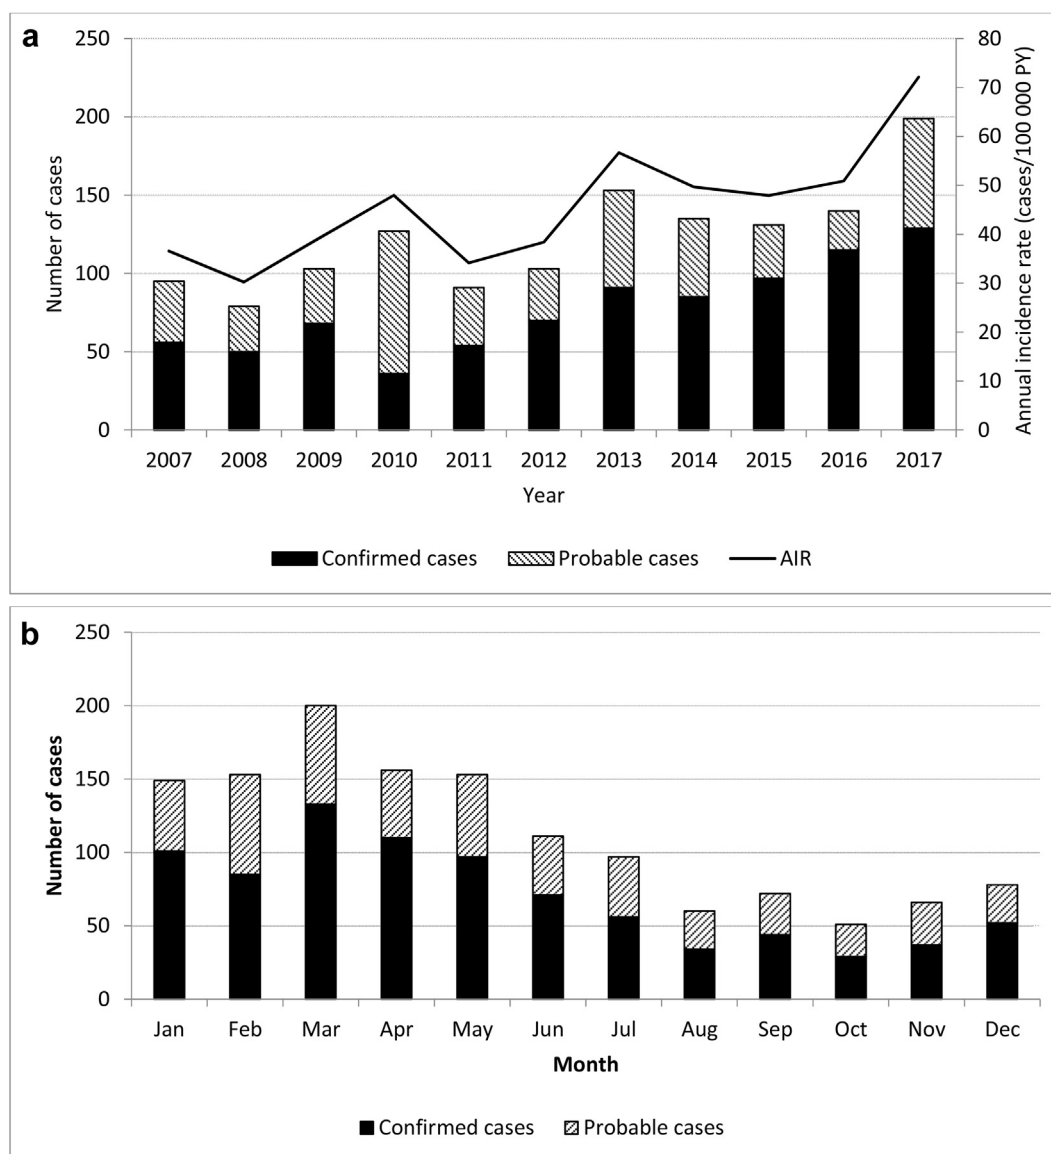 a
Number of cases
250
200
150
100
50
0
80
70
60
50
40
30
20
10
0
Annual incidence rate (cases/100 000 PY)
2007 2008 2009 2010 2011 2012 2013 2014 2015 2016 2017
Year
Confirmed cases Probable cases AIR
b
Number of cases
250
200
150
100
50
0
Jan Feb Mar Apr May Jun Jul Aug Sep Oct Nov Dec
Month
Confirmed cases Probable cases